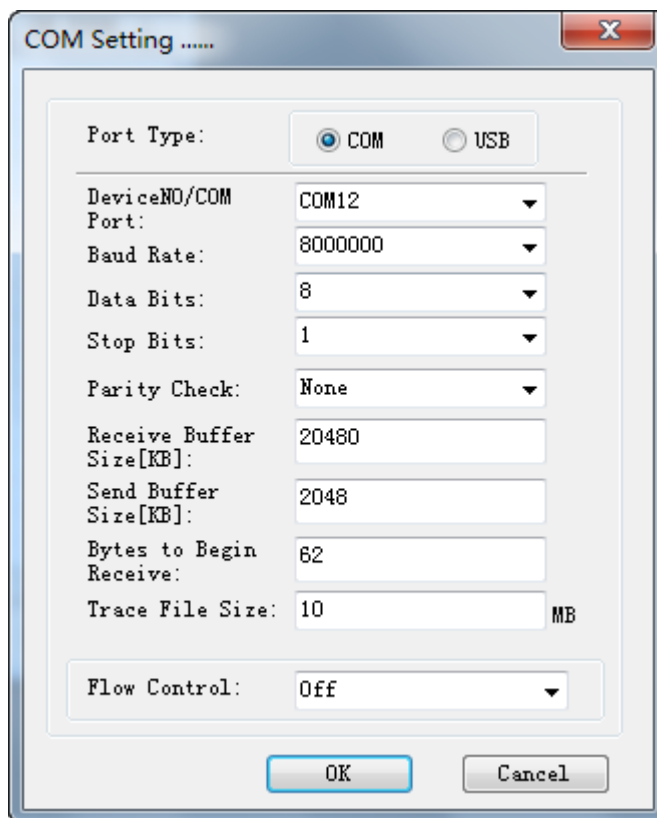 COM Setting ......
Port Type:
COM
USB
DeviceNO/COM
Port:
COM12
Baud Rate:
8000000
Data Bits:
8
Stop Bits:
1
Parity Check:
None
Receive Buffer
Size[KB]:
20480
Send Buffer
Size[KB]:
2048
Bytes to Begin
Receive:
62
Trace File Size:
10
MB
Flow Control:
Off
OK
Cancel